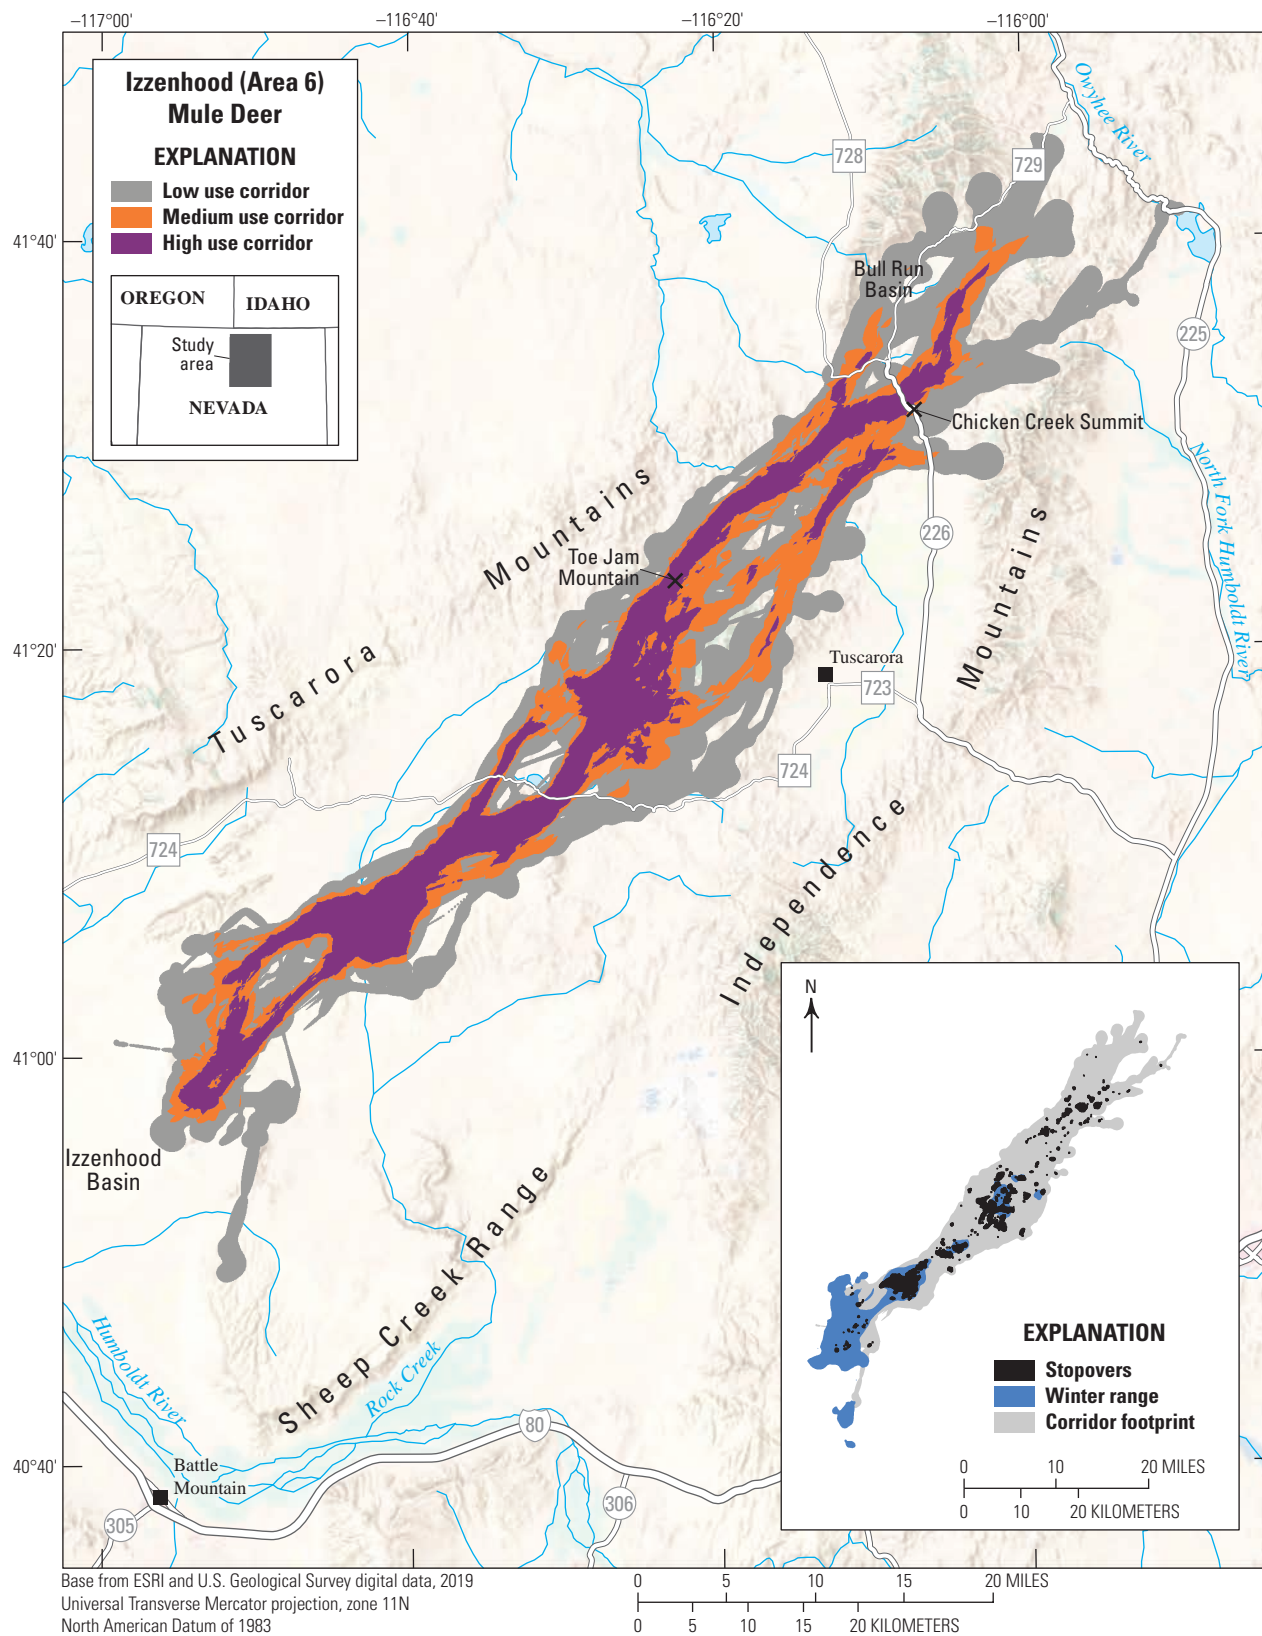 –117°00'
–116°40'
–116°20'
–116°00'
Izzenhood (Area 6)
Mule Deer
EXPLANATION
Low use corridor
Medium use corridor
High use corridor
OREGON
IDAHO
Study
area
NEVADA
Owyhee River
728
729
41°40'
Bull Run
Basin
225
Chicken Creek Summit
North Fork Humboldt River
Mountains
226
Toe Jam
Mountain
Mountains
41°20'
Tuscarora
Tuscarora
723
724
724
Independence
N
41°00'
Izzenhood
Basin
Sheep Creek Range
Humboldt River
Rock Creek
EXPLANATION
Stopovers
Winter range
Corridor footprint
0 10 20 MILES
0 10 20 KILOMETERS
80
40°40'
Battle
Mountain
305
306
Base from ESRI and U.S. Geological Survey digital data, 2019
Universal Transverse Mercator projection, zone 11N
North American Datum of 1983
0 5 10 15 20 MILES
0 5 10 15 20 KILOMETERS